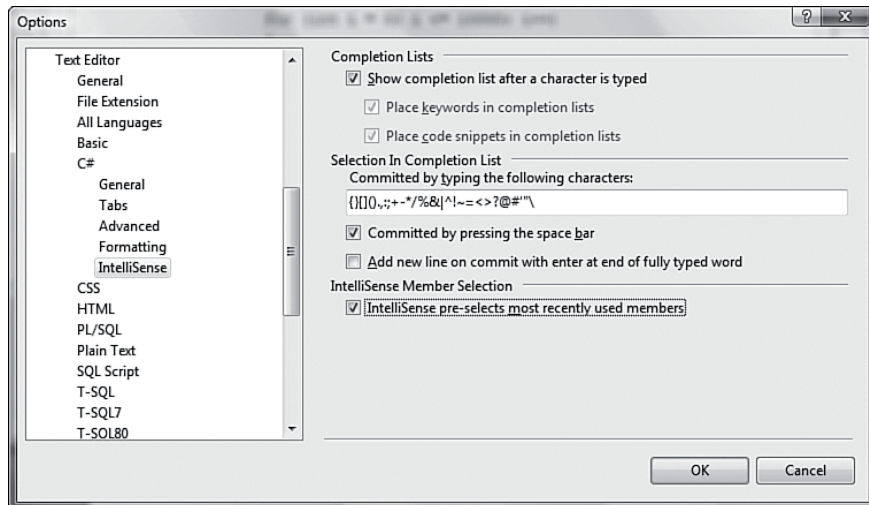 Options
Text Editor
General
File Extension
All Languages
Basic
C#
General
Tabs
Advanced
Formatting
IntelliSense
CSS
HTML
PL/SQL
Plain Text
SQL Script
T-SQL
T-SQL7
T-SQL80
Completion Lists
Show completion list after a character is typed
Place keywords in completion lists
Place code snippets in completion lists
Selection In Completion List
Committed by typing the following characters:
{}[]().,:;+-*/%&|^!~=<>?@#'"\
Committed by pressing the space bar
Add new line on commit with enter at end of fully typed word
IntelliSense Member Selection
IntelliSense pre-selects most recently used members
OK
Cancel